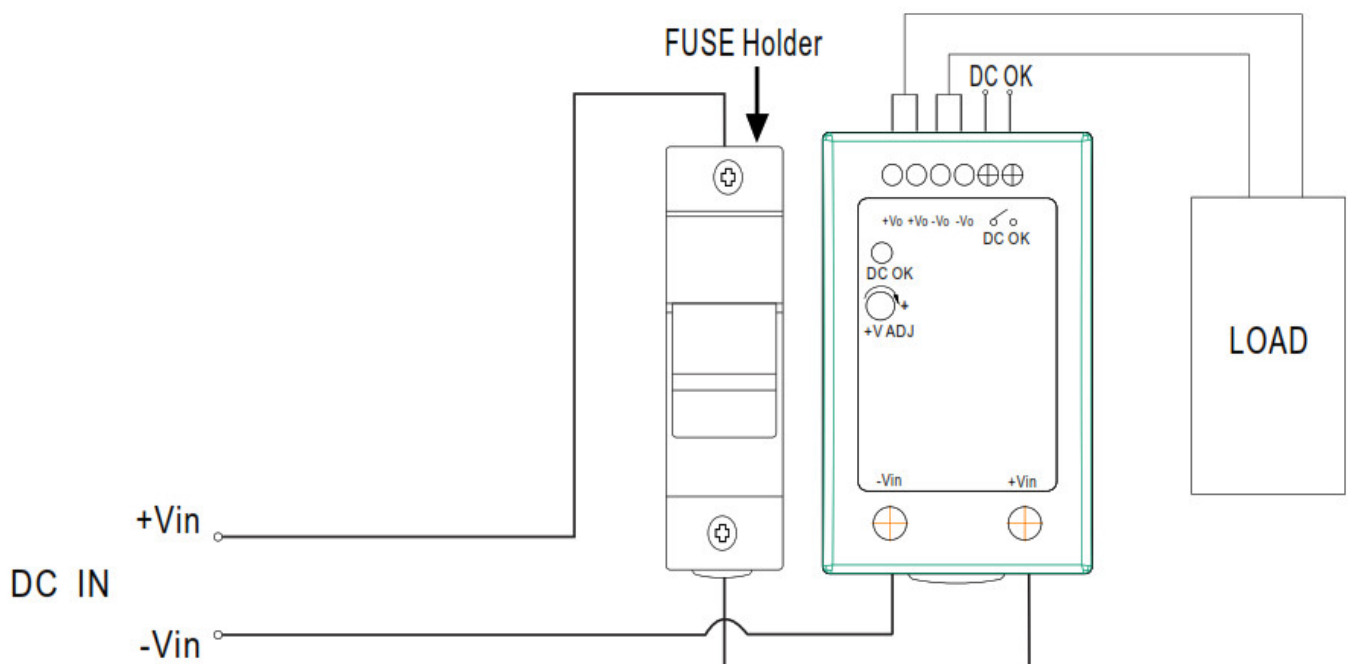 FUSE Holder
DC OK
+Vo +Vo -Vo -Vo
DC OK
DC OK
+
+V ADJ
LOAD
-Vin +Vin
+Vin
DC IN
-Vin